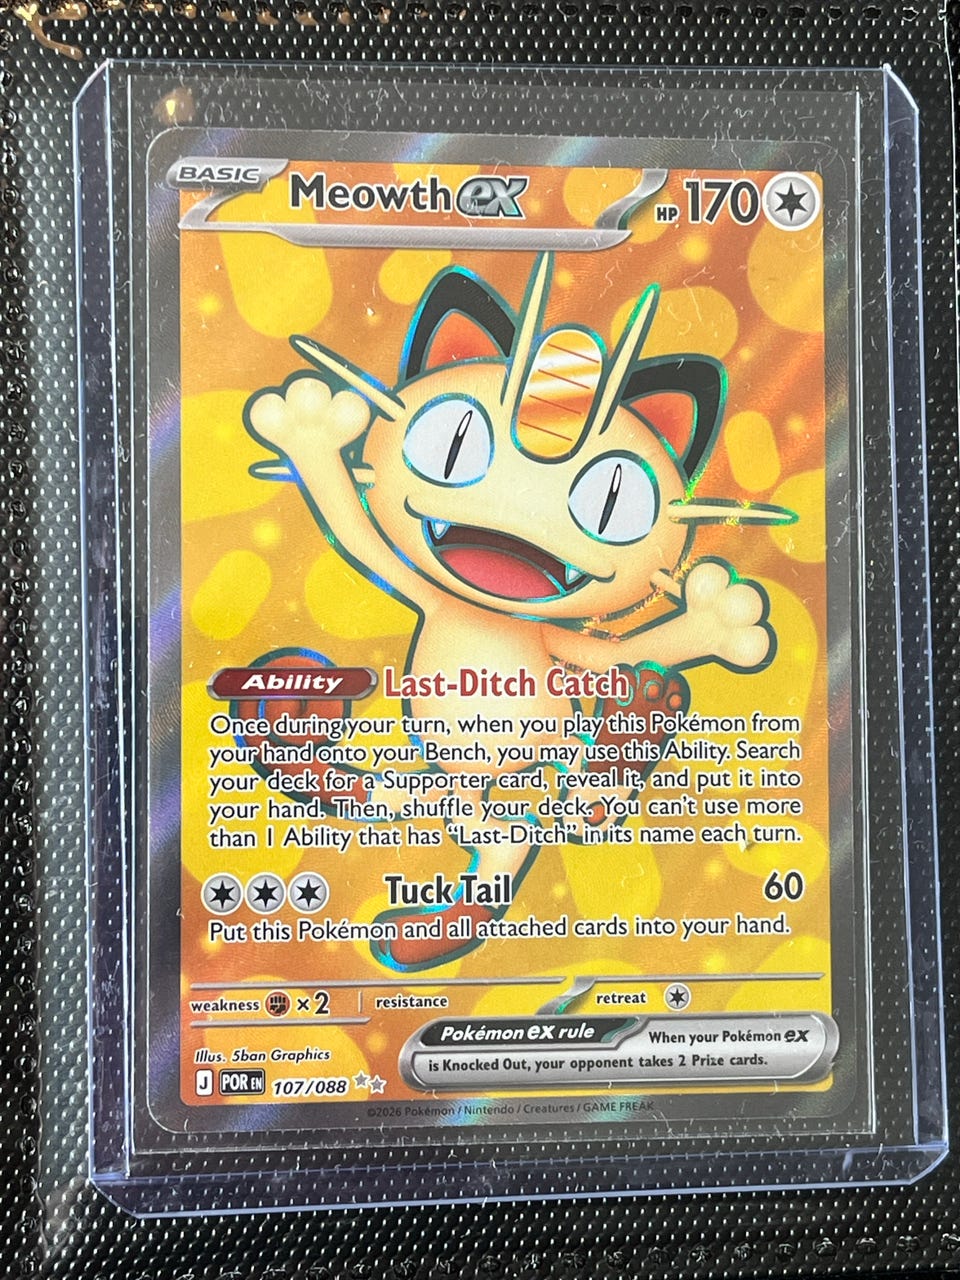 BASIC
Meowth ex
HP 170
Ability Last-Ditch Catch
Once during your turn, when you play this Pokémon from
your hand onto your Bench, you may use this Ability. Search
your deck for a Supporter card, reveal it, and put it into
your hand. Then, shuffle your deck. You can't use more
than 1 Ability that has “Last-Ditch” in its name each turn.
Tuck Tail 60
Put this Pokémon and all attached cards into your hand.
weakness ×2 resistance retreat
Pokémon ex rule When your Pokémon ex
is Knocked Out, your opponent takes 2 Prize cards.
Illus. 5ban Graphics
J POR EN 107/088
©2026 Pokémon / Nintendo / Creatures / GAME FREAK